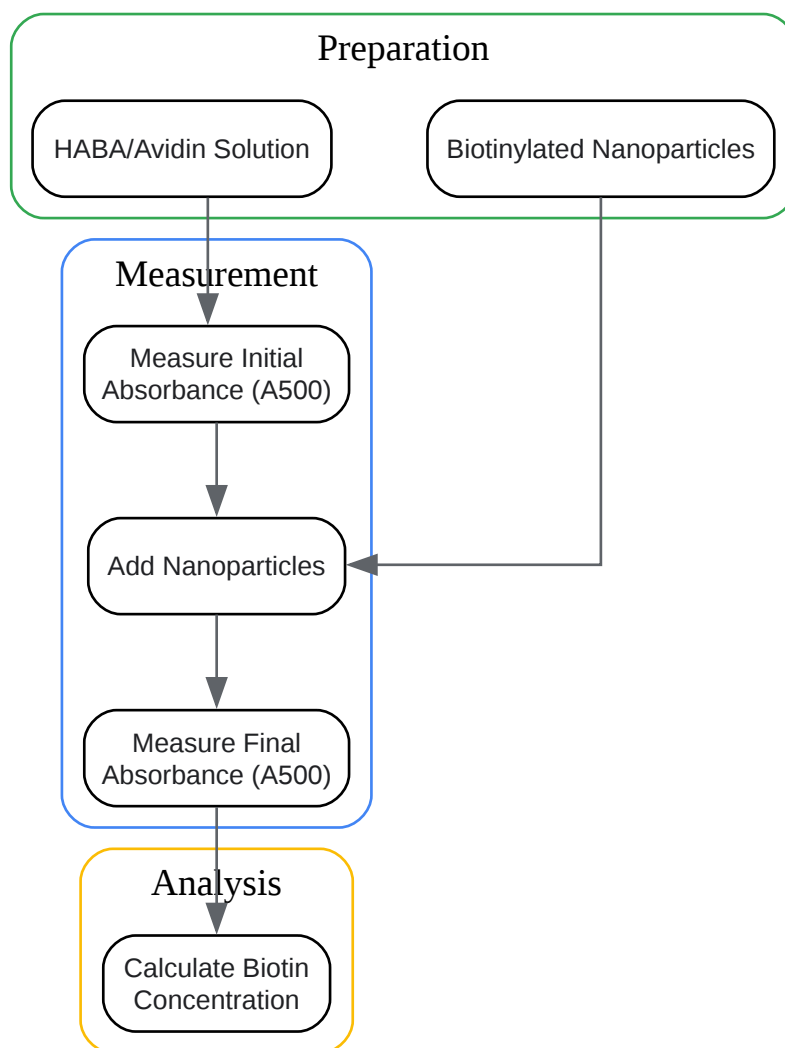 Preparation
HABA/Avidin Solution
Biotinylated Nanoparticles
Measurement
Measure Initial
Absorbance (A500)
Add Nanoparticles
Measure Final
Absorbance (A500)
Analysis
Calculate Biotin
Concentration